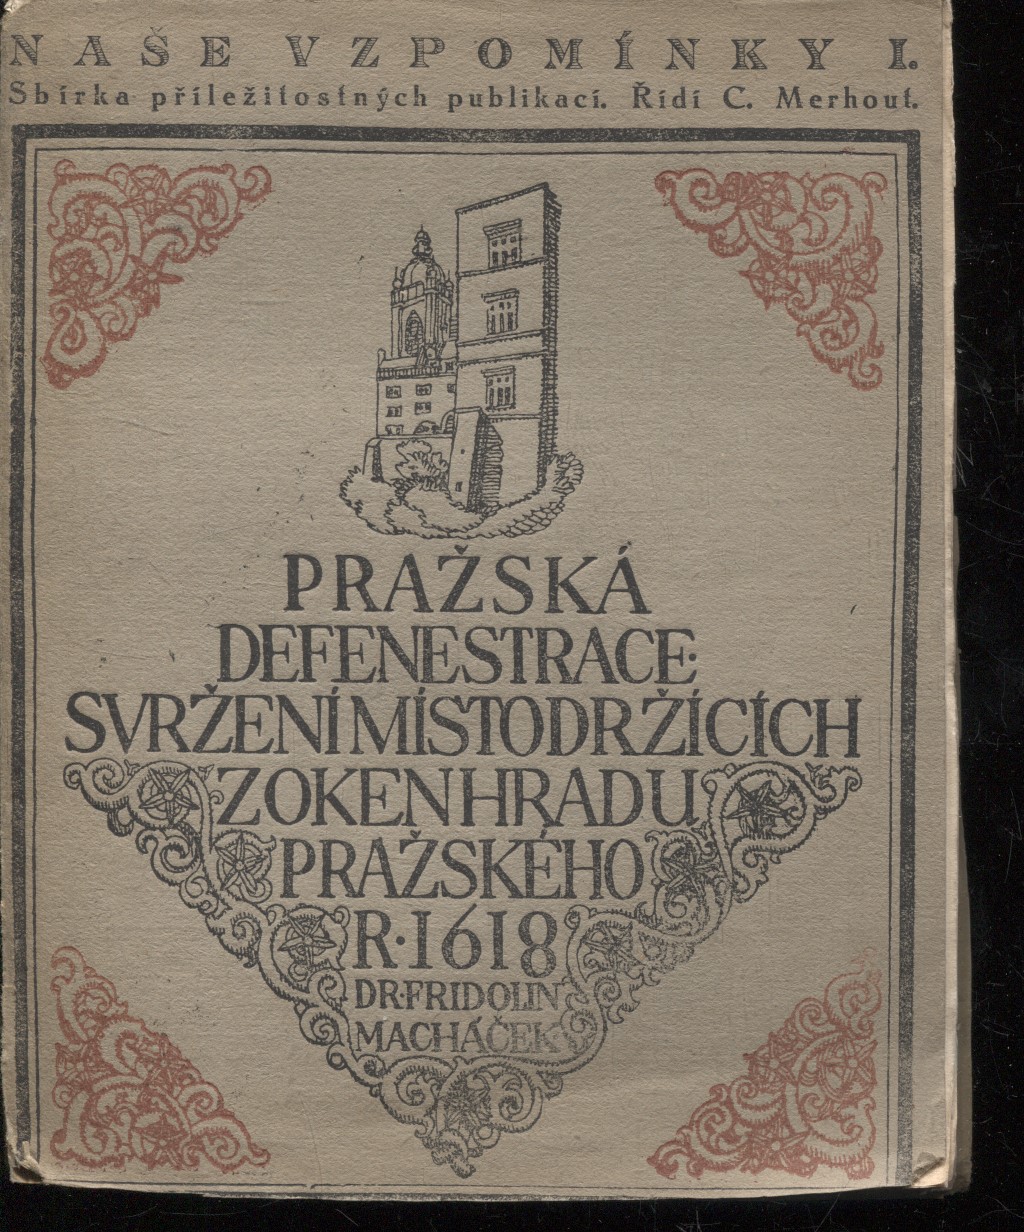 NAŠE VZPOMÍNKY I.
Sbírka příležitostných publikací. Řídí C. Merhout.
PRAŽSKÁ
DEFENESTRACE·
SVRŽENÍ MÍSTODRŽÍCÍCH
Z OKEN HRADU
PRAŽSKÉHO
R·1618
DR·FRIDOLIN
MACHÁČEK